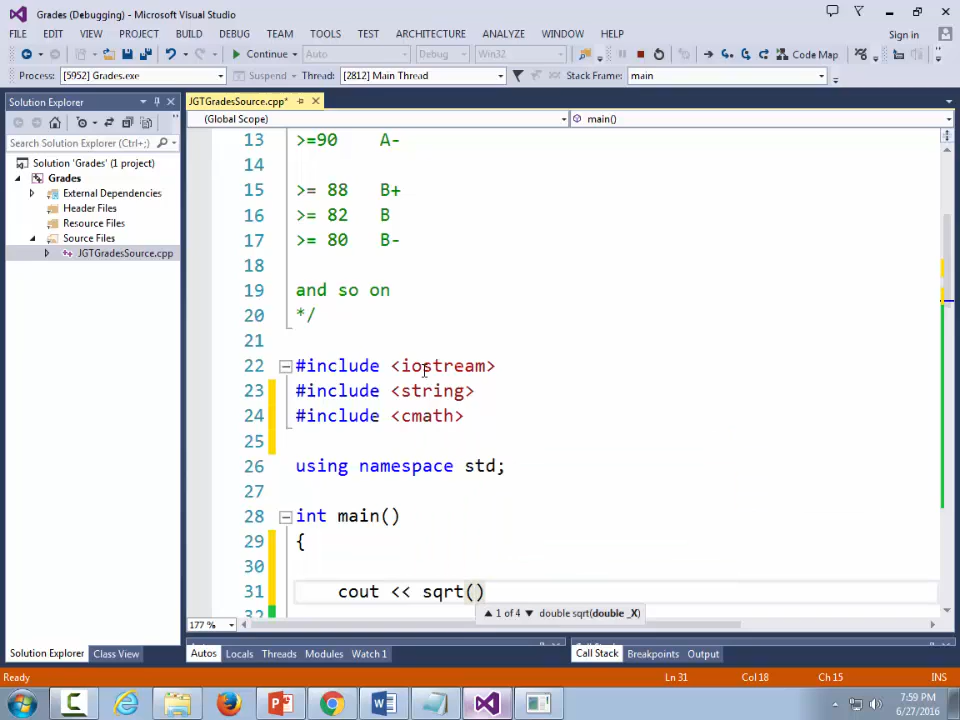 Grades (Debugging) - Microsoft Visual Studio
FILE EDIT VIEW PROJECT BUILD DEBUG TEAM TOOLS TEST ARCHITECTURE ANALYZE WINDOW HELP Sign in
Continue Auto Debug Win32 Code Map
Process: [5952] Grades.exe Suspend Thread: [2812] Main Thread Stack Frame: main
Solution Explorer
JGTGradesSource.cpp*
(Global Scope) main()
Search Solution Explorer (Ctrl+;)
Solution 'Grades' (1 project)
Grades
External Dependencies
Header Files
Resource Files
Source Files
JGTGradesSource.cpp
13 >=90 A-
14
15 >= 88 B+
16 >= 82 B
17 >= 80 B-
18
19 and so on
20 */
21
22 #include <iostream>
23 #include <string>
24 #include <cmath>
25
26 using namespace std;
27
28 int main()
29 {
30
31 cout << sqrt()
32
1 of 4 double sqrt(double _X)
177 %
Solution Explorer Class View Autos Locals Threads Modules Watch 1 Call Stack Breakpoints Output
Ready Ln 31 Col 18 Ch 15 INS
7:59 PM
6/27/2016